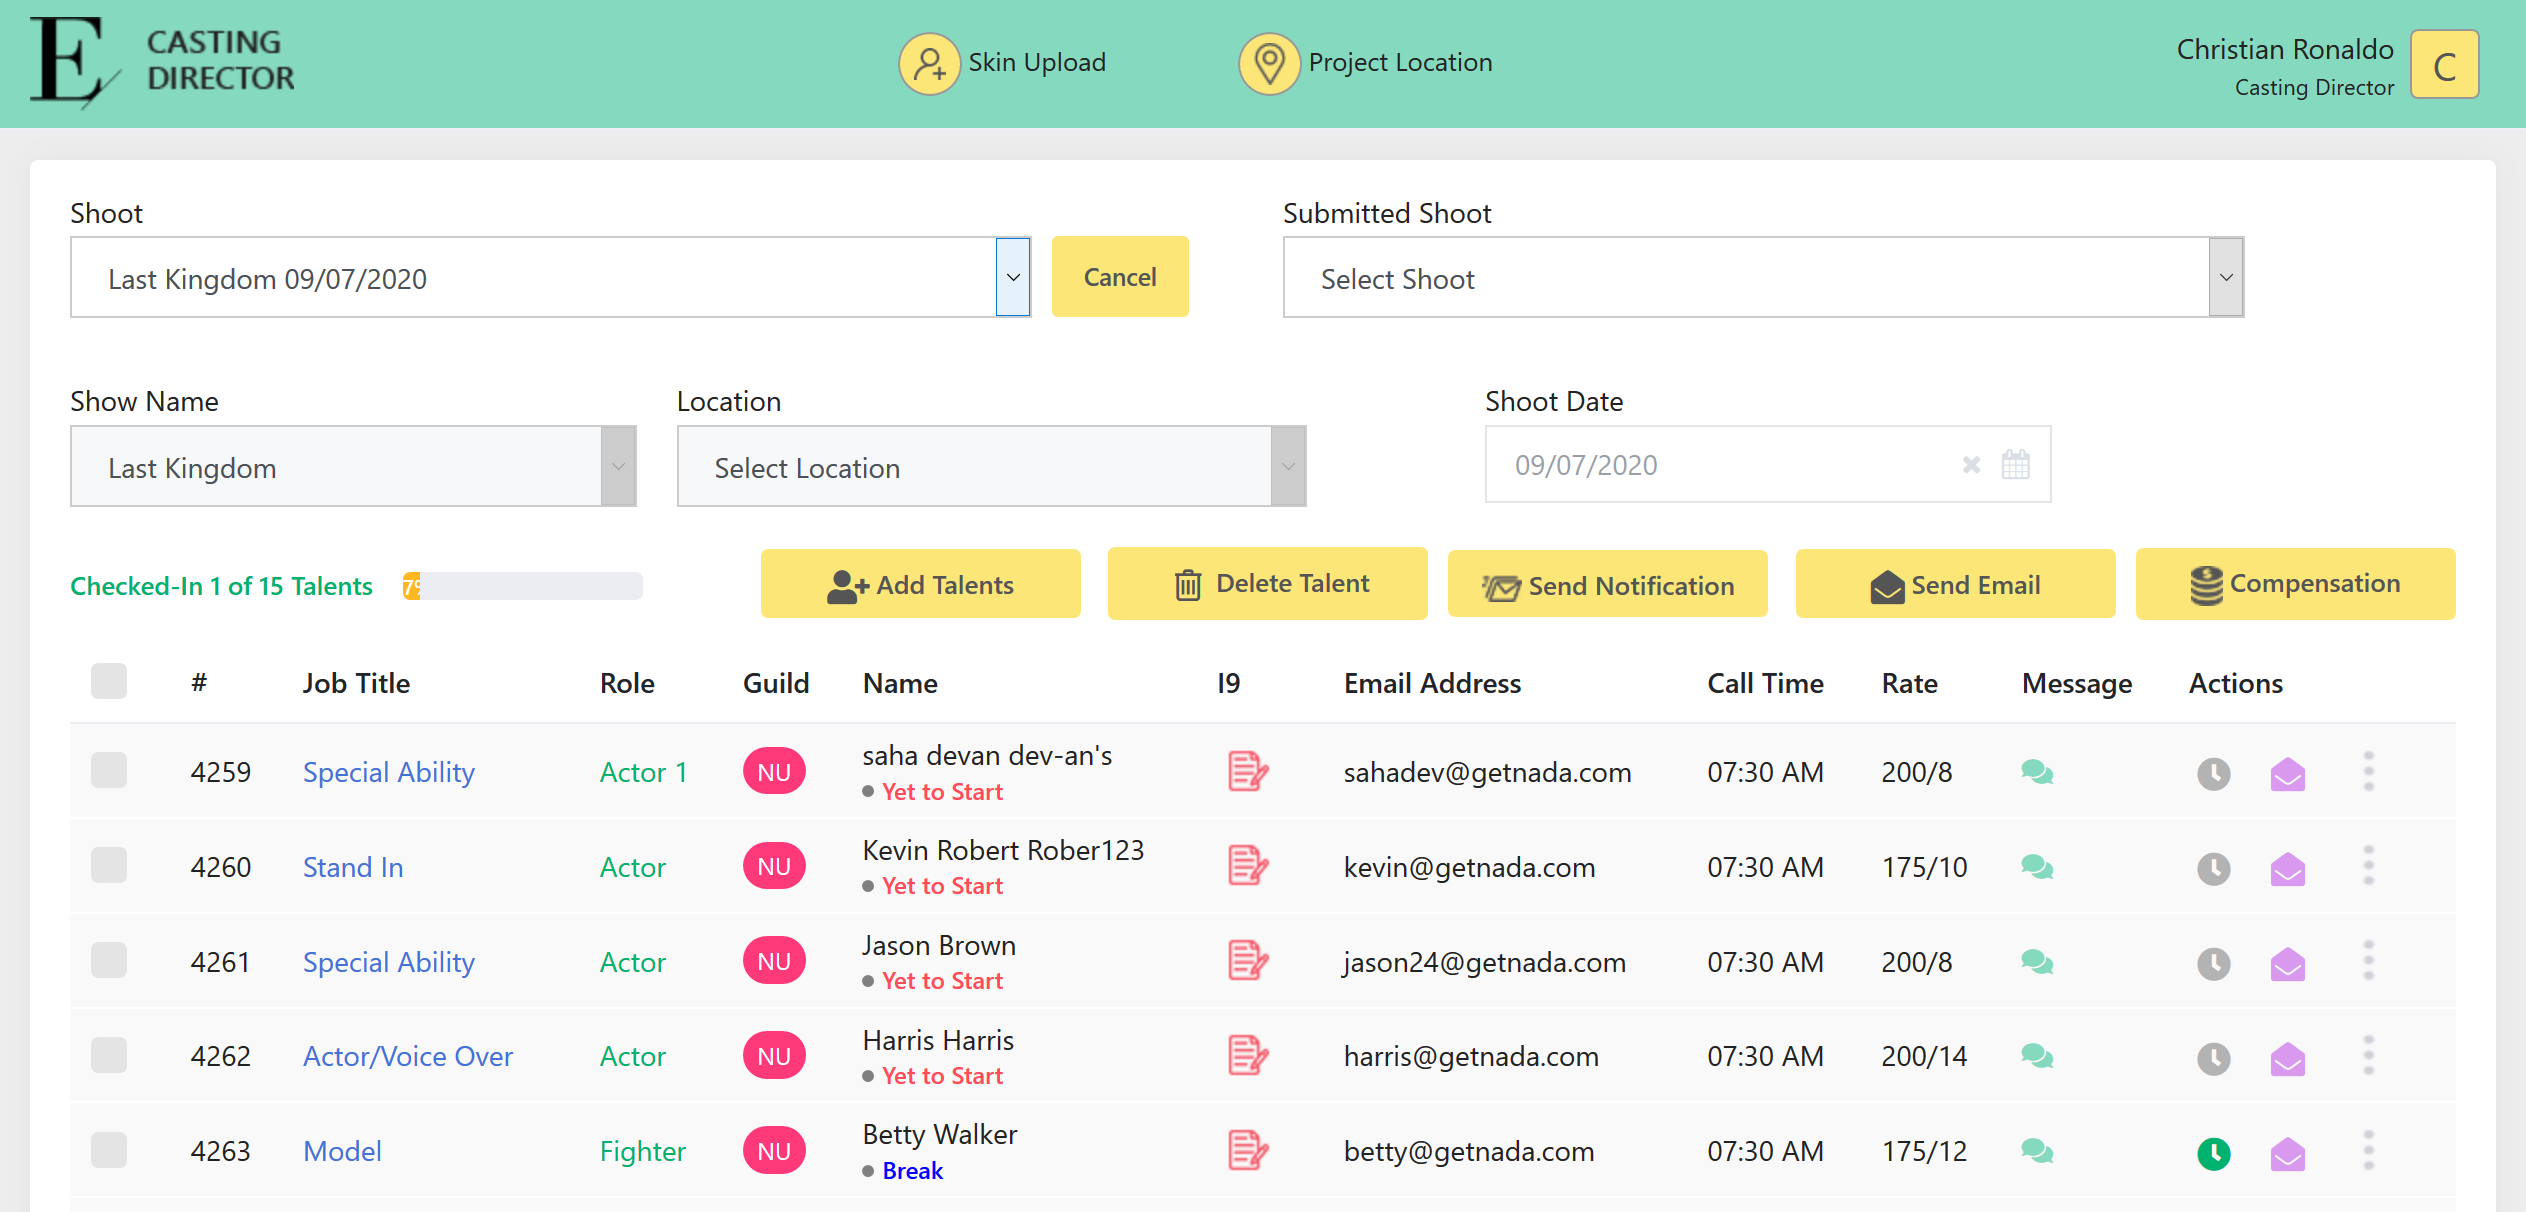 E CASTING
DIRECTOR
Skin Upload
Project Location
Christian Ronaldo
Casting Director
C
Shoot
Last Kingdom 09/07/2020
Cancel
Submitted Shoot
Select Shoot
Show Name
Last Kingdom
Location
Select Location
Shoot Date
09/07/2020
Checked-In 1 of 15 Talents
7%
Add Talents
Delete Talent
Send Notification
Send Email
Compensation
# Job Title Role Guild Name I9 Email Address Call Time Rate Message Actions
4259 Special Ability Actor 1 NU saha devan dev-an's sahadev@getnada.com 07:30 AM 200/8
Yet to Start
4260 Stand In Actor NU Kevin Robert Rober123 kevin@getnada.com 07:30 AM 175/10
Yet to Start
4261 Special Ability Actor NU Jason Brown jason24@getnada.com 07:30 AM 200/8
Yet to Start
4262 Actor/Voice Over Actor NU Harris Harris harris@getnada.com 07:30 AM 200/14
Yet to Start
4263 Model Fighter NU Betty Walker betty@getnada.com 07:30 AM 175/12
Break